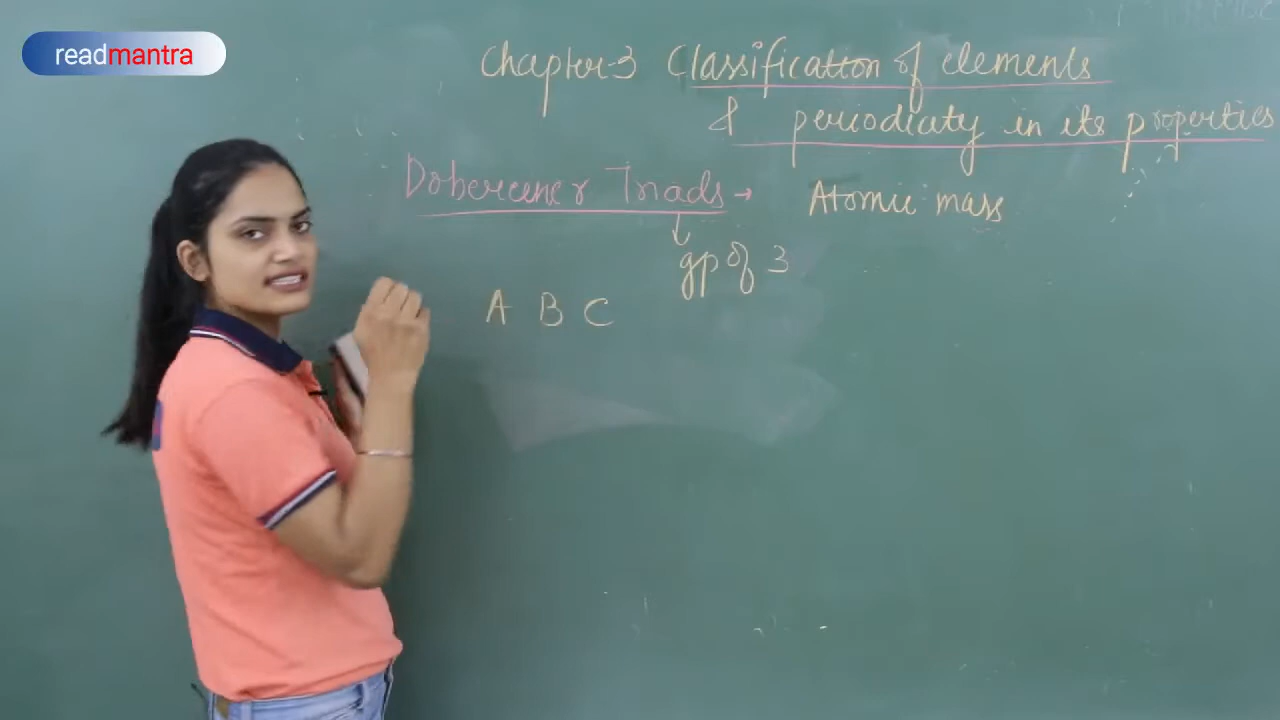 readmantra
Chapter-3 Classification of elements
& periodicity in its properties
Dobereiner Triads → Atomic mass
gp of 3
A B C